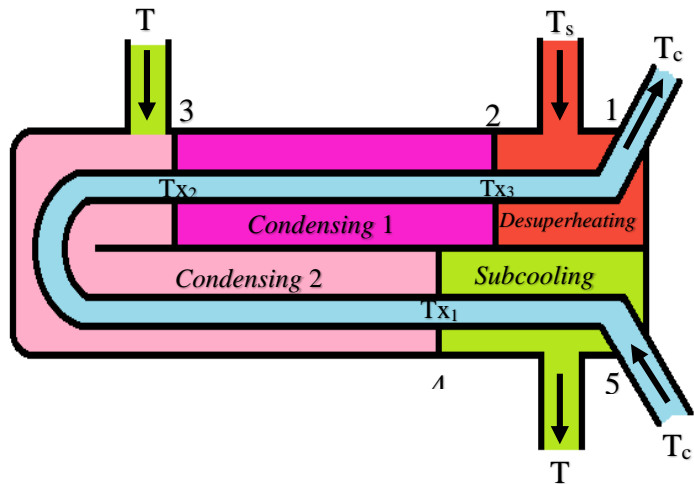 T
Ts
Tc
3
2
1
Tx2
Tx3
Condensing 1
Desuperheating
Condensing 2
Subcooling
Tx1
4
5
Tc
T